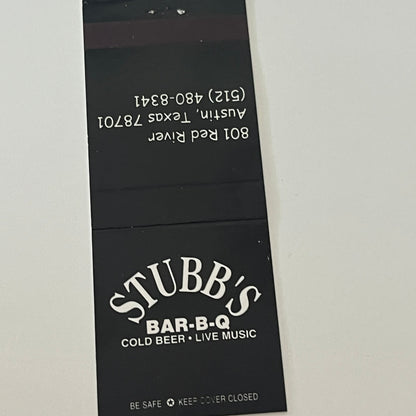 801 Red River
Austin, Texas 78701
(512) 480-8341
STUBB'S
BAR-B-Q
COLD BEER • LIVE MUSIC
BE SAFE ✪ KEEP COVER CLOSED